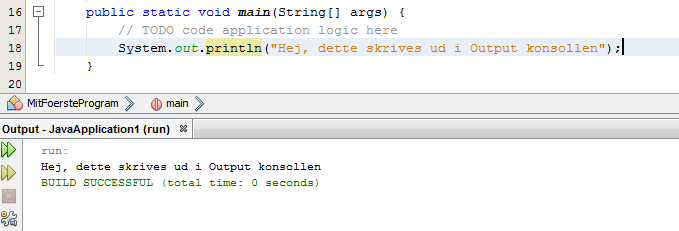 16 public static void main(String[] args) {
17 // TODO code application logic here
18 System.out.println("Hej, dette skrives ud i Output konsollen");
19 }
20
MitFoersteProgram main
Output - JavaApplication1 (run)
run:
Hej, dette skrives ud i Output konsollen
BUILD SUCCESSFUL (total time: 0 seconds)